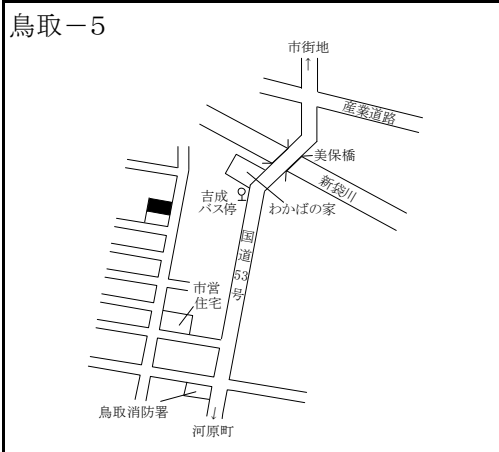 鳥取－5
市街地
↑
産業道路
美保橋
新袋川
吉成
バス停
わかばの家
国道53号
市営
住宅
鳥取消防署
↓
河原町